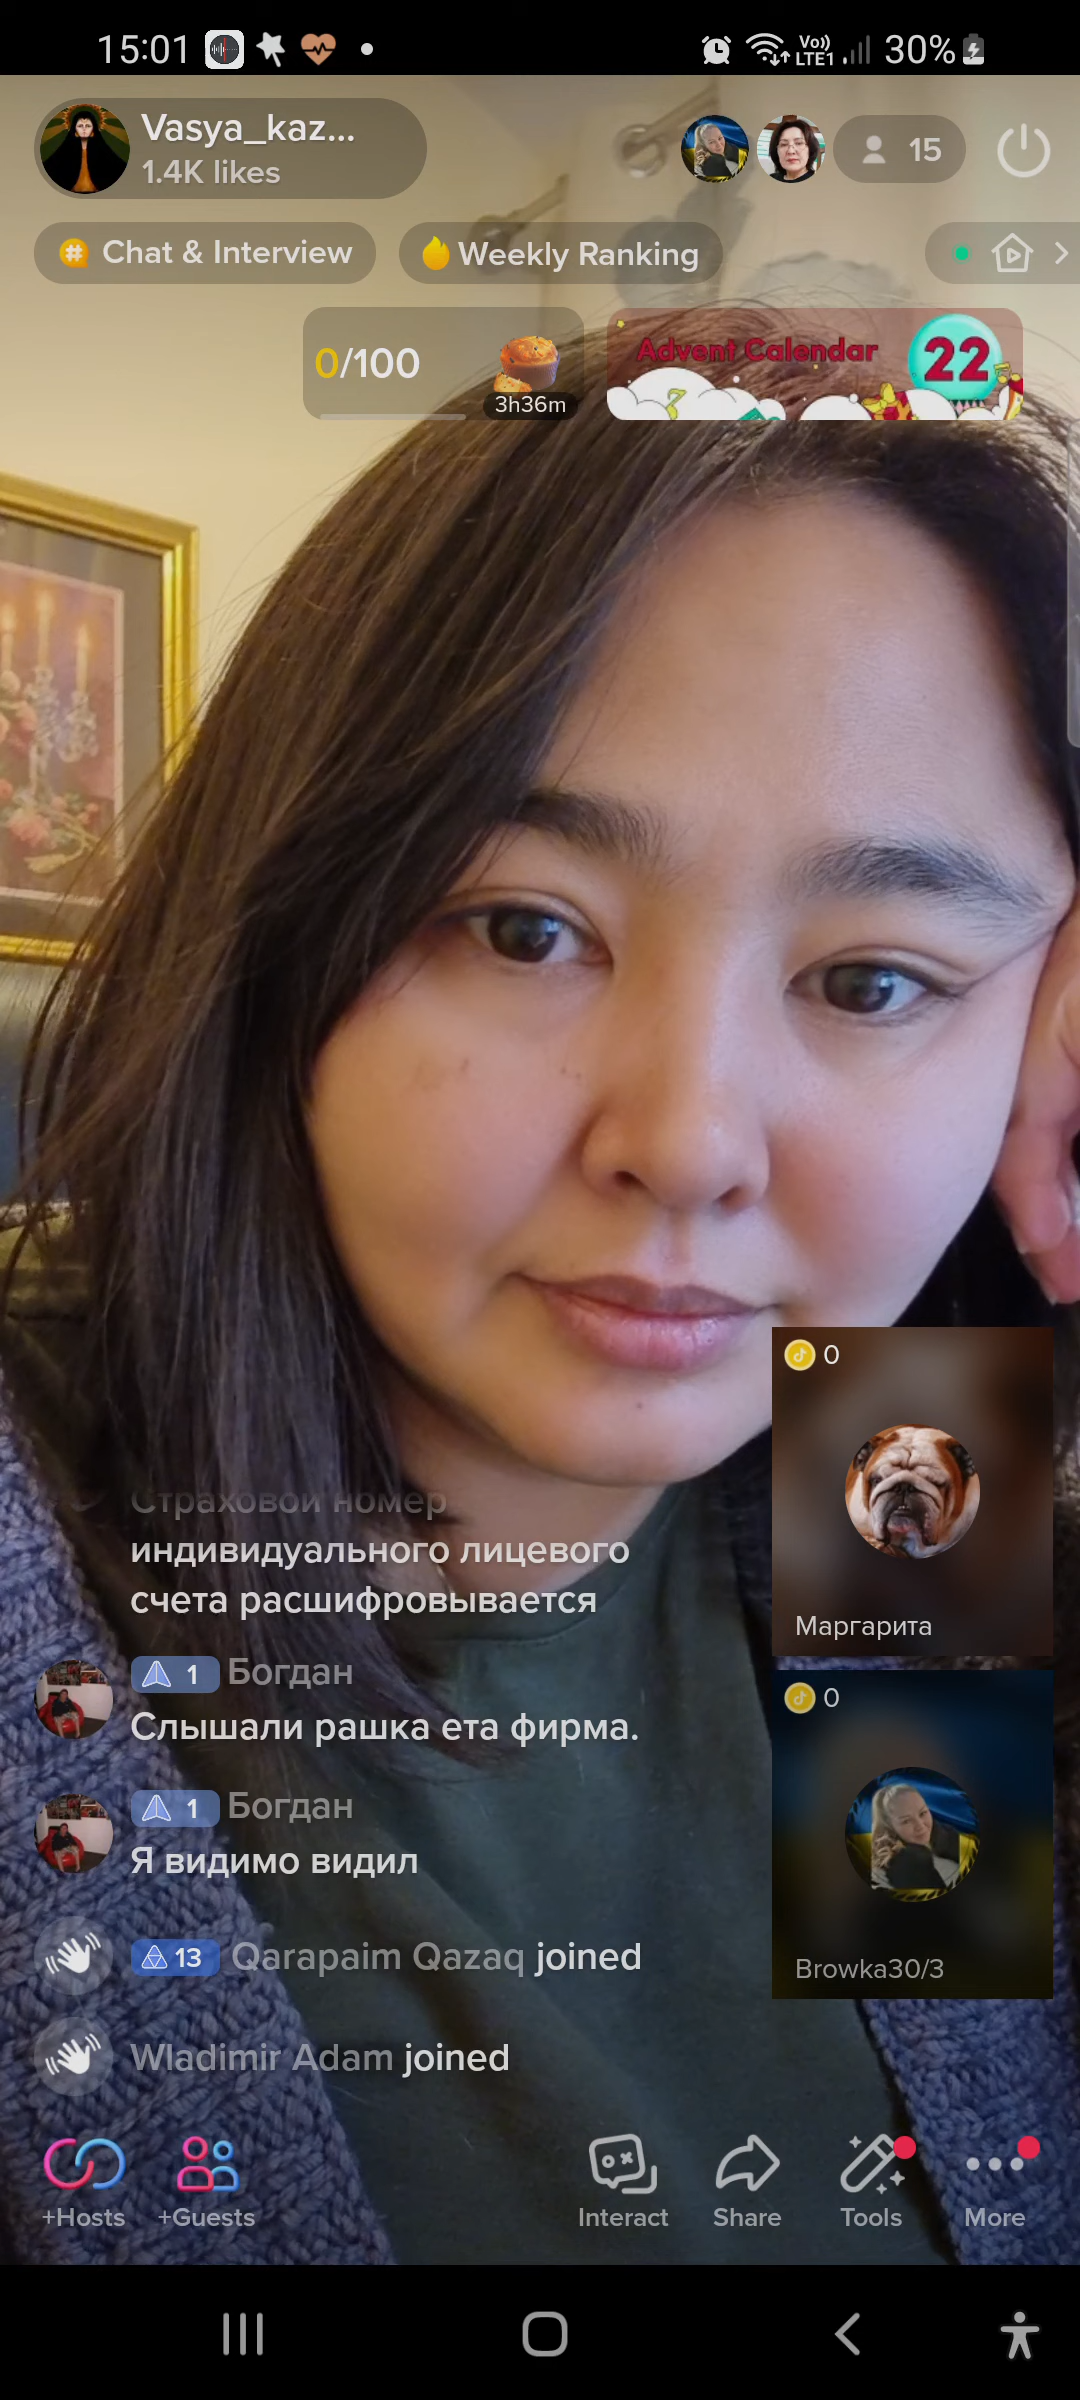 15:01
Vo))
LTE1
30%
Vasya_kaz...
1.4K likes
15
Chat & Interview
Weekly Ranking
0/100
3h36m
Advent Calendar
22
0
Маргарита
Страховой номер
индивидуального лицевого
счета расшифровывается
1 Богдан
Слышали рашка ета фирма.
0
1 Богдан
Я видимо видил
13 Qarapaim Qazaq joined
Browka30/3
Wladimir Adam joined
+Hosts
+Guests
Interact
Share
Tools
More